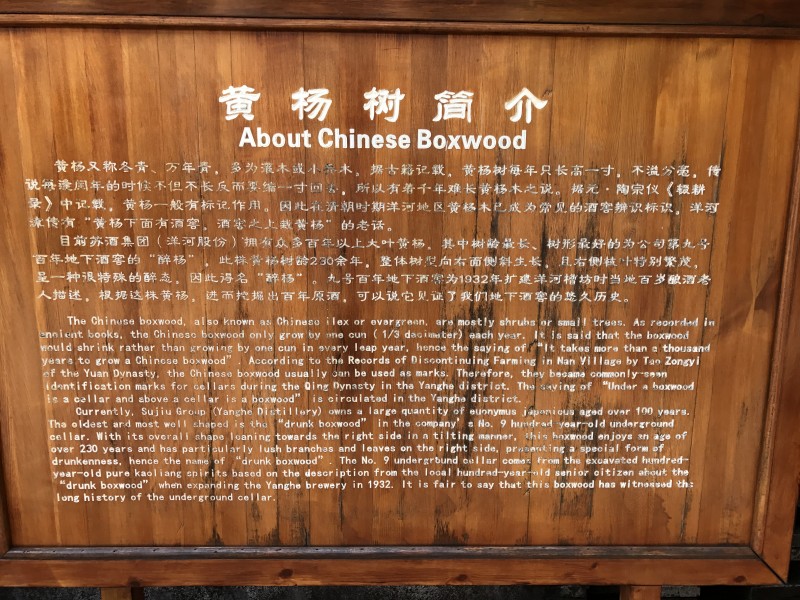 黄杨树简介
About Chinese Boxwood
黄杨又称冬青、万年青，多为灌木或小乔木。据古籍记载，黄杨树每年只长高一寸，不溢分毫，传
说每遇闰年的时候不但不长反而要缩一寸回去，所以有着千年难长黄杨木之说。据元·陶宗仪《辍耕
录》中记载，黄杨一般有标记作用，因此在清朝时期洋河地区黄杨木已成为常见的酒窖辨识标识，洋河
流传有“黄杨下面有酒窖，酒窖之上栽黄杨”的老话。
目前苏酒集团（洋河股份）拥有众多百年以上大叶黄杨，其中树龄最长、树形最好的为公司第九号
百年地下酒窖的“醉杨”，此株黄杨树龄230余年，整体树型向右面侧斜生长，且右侧枝叶特别繁茂，
呈一种很特殊的醉态，因此得名“醉杨”。九号百年地下酒窖为1932年扩建洋河槽坊时当地百岁酿酒老
人描述，根据这株黄杨，进而挖掘出百年原酒，可以说它见证了我们地下酒窖的悠久历史。
The Chinese boxwood, also known as Chinese ilex or evergreen, are mostly shrubs or small trees. As recorded in
ancient books, the Chinese boxwood only grow by one cun ( 1/3 decimeter) each year. It is said that the boxwood
would shrink rather than growing by one cun in every leap year, hence the saying of “It takes more than a thousand
years to grow a Chinese boxwood”. According to the Records of Discontinuing Farming in Nan Village by Tao Zongyi
of the Yuan Dynasty, the Chinese boxwood usually can be used as marks. Therefore, they became commonly-seen
identification marks for cellars during the Qing Dynasty in the Yanghe district. The saying of “Under a boxwood
is a cellar and above a cellar is a boxwood” is circulated in the Yanghe district.
Currently, Sujiu Group (Yanghe Distillery) owns a large quantity of euonymus japonicus aged over 100 years.
The oldest and most well shaped is the “drunk boxwood” in the company’s No. 9 hundred-year-old underground
cellar. With its overall shape leaning towards the right side in a tilting manner, this boxwood enjoys an age of
over 230 years and has particularly lush branches and leaves on the right side, presenting a special form of
drunkenness, hence the name of “drunk boxwood”. The No. 9 underground cellar comes from the excavated hundred-
year-old pure kaoliang spirits based on the description from the local hundred-year-old senior citizen about the
“drunk boxwood”, when expanding the Yanghe brewery in 1932. It is fair to say that this boxwood has witnessed the
long history of the underground cellar.